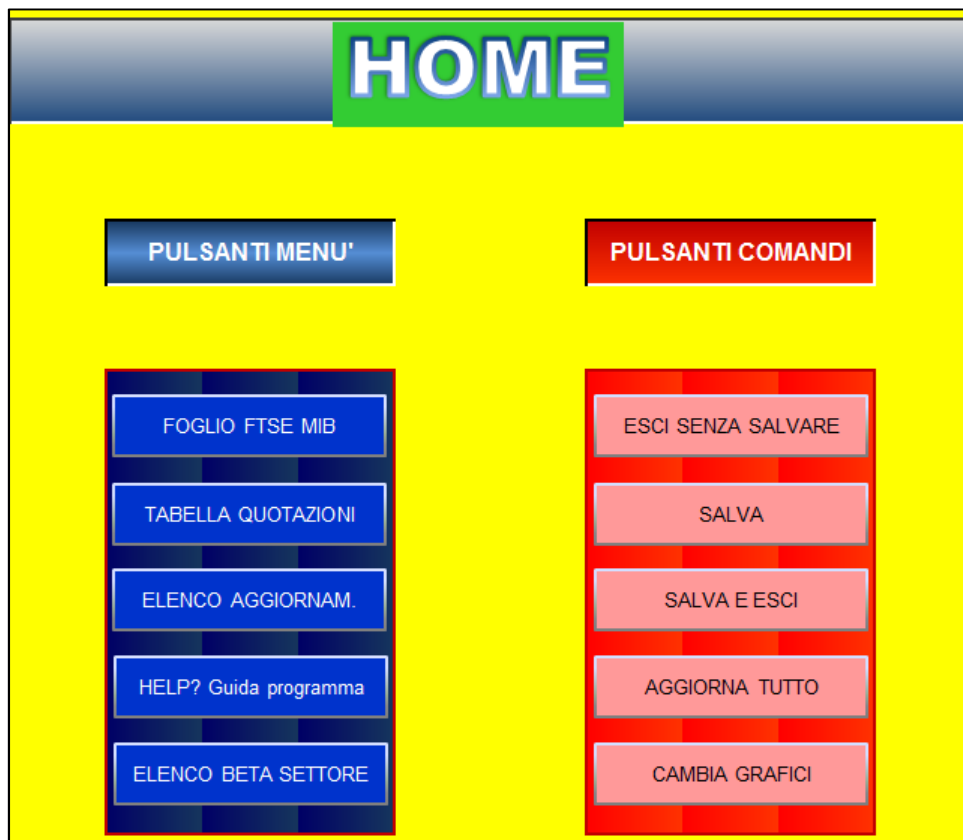 HOME
PULSANTI MENU'
PULSANTI COMANDI
FOGLIO FTSE MIB
TABELLA QUOTAZIONI
ELENCO AGGIORNAM.
HELP? Guida programma
ELENCO BETA SETTORE
ESCI SENZA SALVARE
SALVA
SALVA E ESCI
AGGIORNA TUTTO
CAMBIA GRAFICI